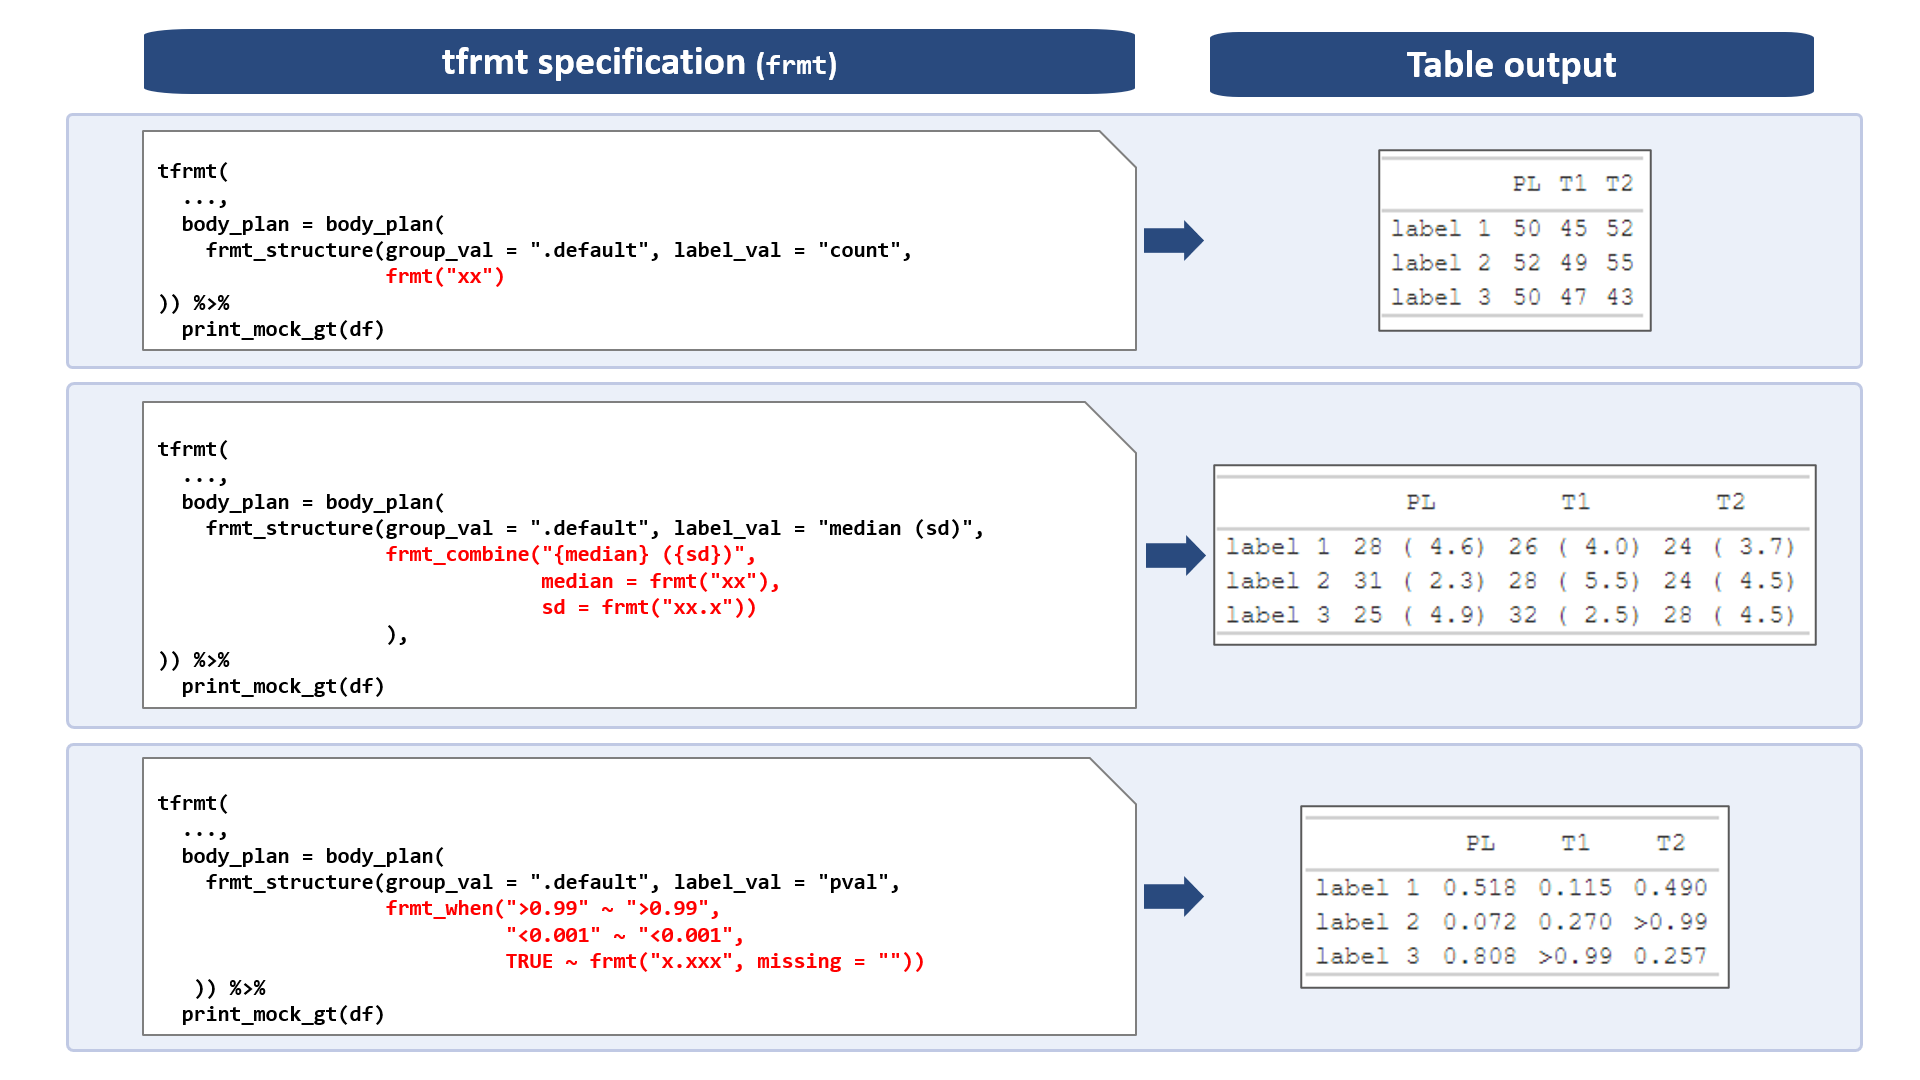 tfrmt specification (frmt)
Table output
tfrmt(
  ...,
  body_plan = body_plan(
    frmt_structure(group_val = ".default", label_val = "count",
                   frmt("xx")
)) %>%
  print_mock_gt(df)
PL T1 T2
label 1 50 45 52
label 2 52 49 55
label 3 50 47 43
tfrmt(
  ...,
  body_plan = body_plan(
    frmt_structure(group_val = ".default", label_val = "median (sd)",
                   frmt_combine("{median} ({sd})",
                                median = frmt("xx"),
                                sd = frmt("xx.x"))
                   ),
)) %>%
  print_mock_gt(df)
PL T1 T2
label 1 28 ( 4.6) 26 ( 4.0) 24 ( 3.7)
label 2 31 ( 2.3) 28 ( 5.5) 24 ( 4.5)
label 3 25 ( 4.9) 32 ( 2.5) 28 ( 4.5)
tfrmt(
  ...,
  body_plan = body_plan(
    frmt_structure(group_val = ".default", label_val = "pval",
                   frmt_when(">0.99" ~ ">0.99",
                             "<0.001" ~ "<0.001",
                             TRUE ~ frmt("x.xxx", missing = ""))
   )) %>%
  print_mock_gt(df)
PL T1 T2
label 1 0.518 0.115 0.490
label 2 0.072 0.270 >0.99
label 3 0.808 >0.99 0.257